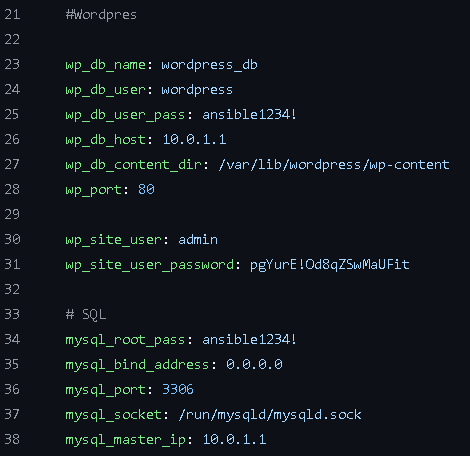 21 #Wordpres
22
23 wp_db_name: wordpress_db
24 wp_db_user: wordpress
25 wp_db_user_pass: ansible1234!
26 wp_db_host: 10.0.1.1
27 wp_db_content_dir: /var/lib/wordpress/wp-content
28 wp_port: 80
29
30 wp_site_user: admin
31 wp_site_user_password: pgYurE!Od8qZSwMaUFit
32
33 # SQL
34 mysql_root_pass: ansible1234!
35 mysql_bind_address: 0.0.0.0
36 mysql_port: 3306
37 mysql_socket: /run/mysqld/mysqld.sock
38 mysql_master_ip: 10.0.1.1